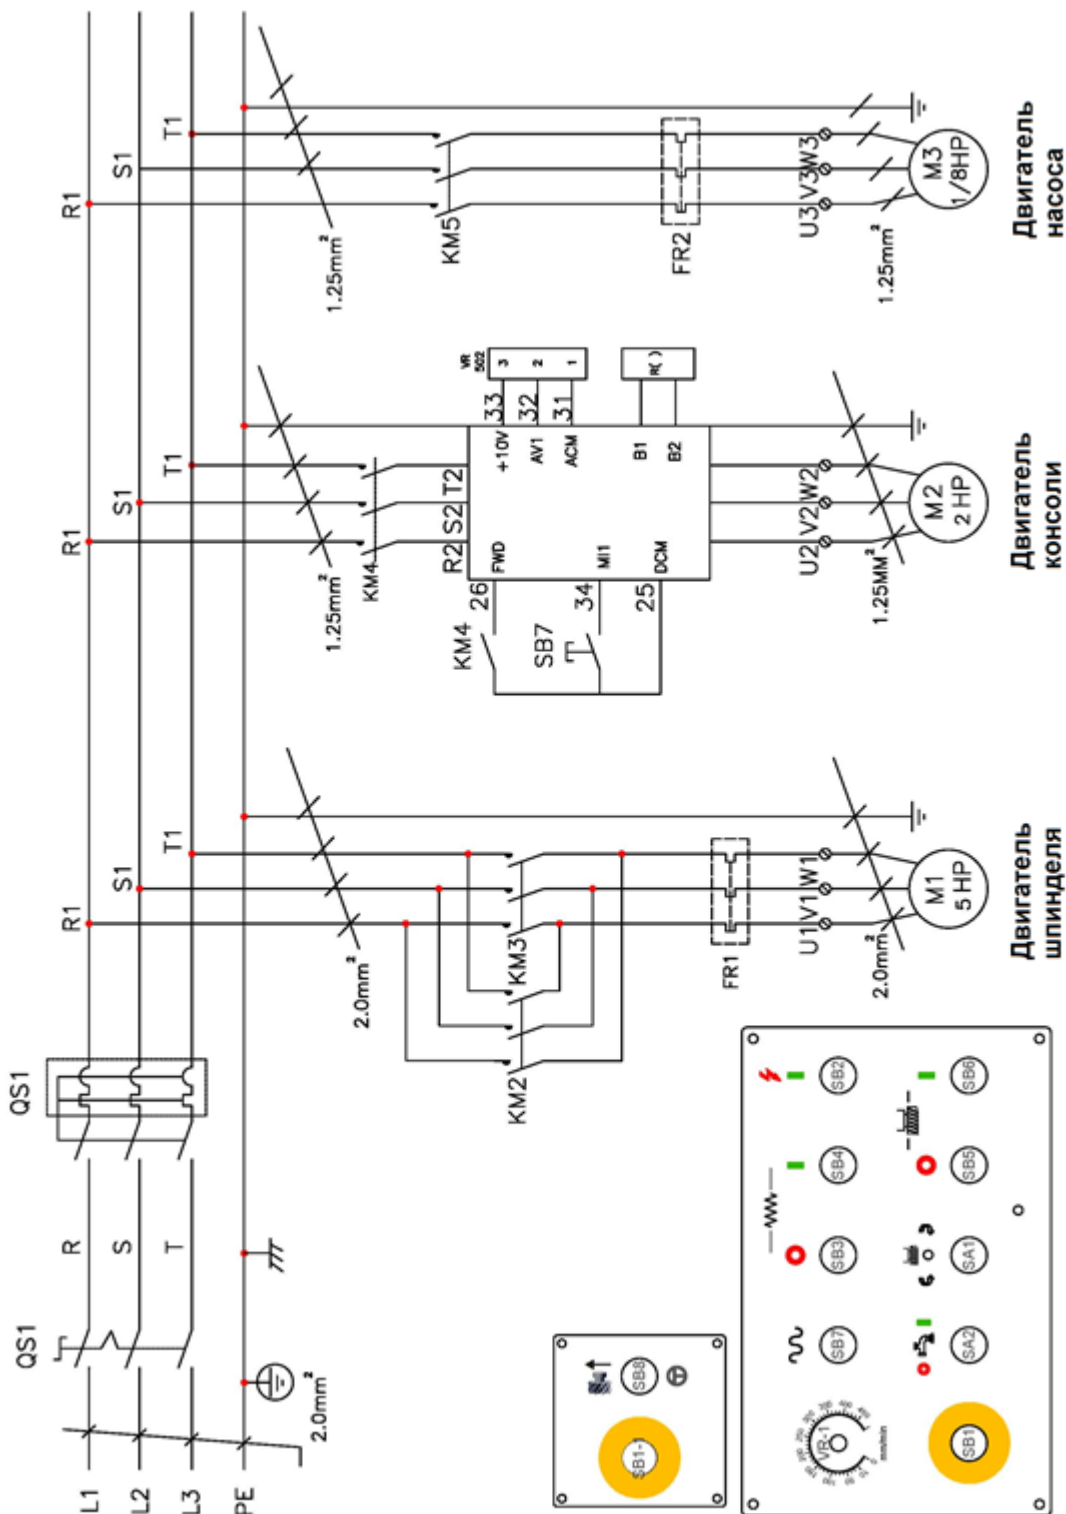 L1
L2
L3
PE
2.0mm²
QS1
R
S
T
QS1
R1
S1
T1
2.0mm²
KM2
KM3
FR1
U1
V1
W1
2.0mm²
M1
5 HP
Двигатель
шпинделя
R1
S1
T1
1.25mm²
KM4
R2
S2
T2
KM4
26
FWD
SB7
34
MI1
25
DCM
+10V
33
AV1
32
ACM
31
VR
502
3
2
1
B1
B2
R( )
U2
V2
W2
1.25MM²
M2
2 HP
Двигатель
консоли
R1
S1
T1
1.25mm²
KM5
FR2
U3
V3
W3
1.25mm²
M3
1/8HP
Двигатель
насоса
SB8
SB1-1
VR-1
mm/min
SB7
SB3
SB4
SB2
SB1
SA2
SA1
SB5
SB6